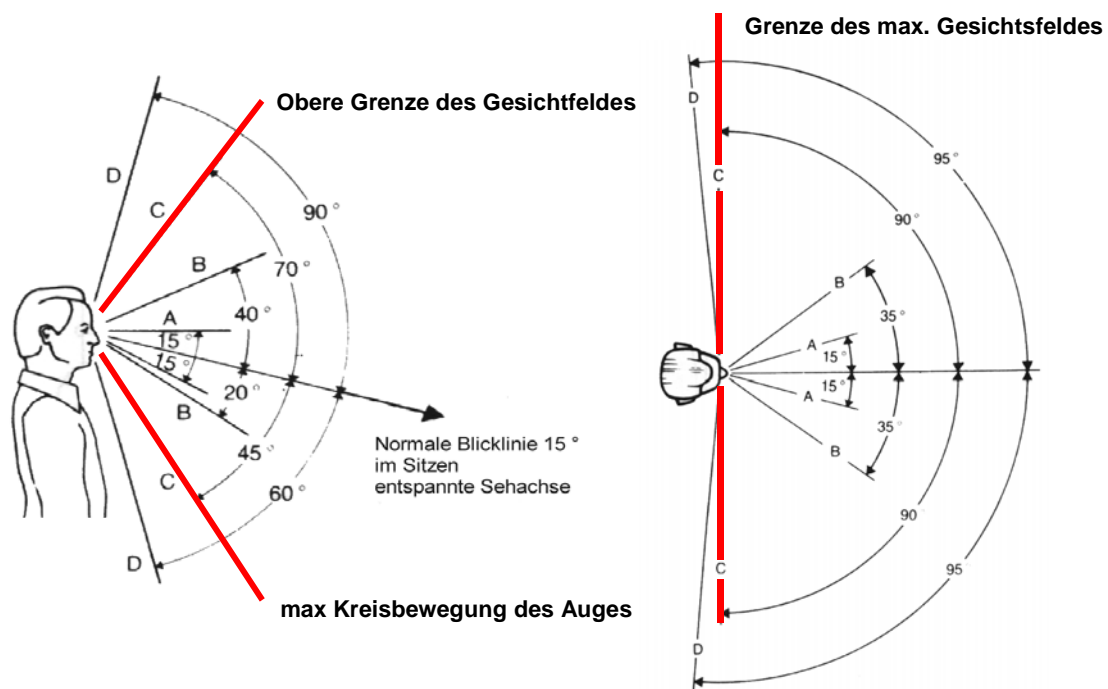 Grenze des max. Gesichtsfeldes
Obere Grenze des Gesichtfeldes
D
C
90 °
B
70 °
A
40 °
15 °
15 °
20 °
B
45 °
C
60 °
D
Normale Blicklinie 15 °
im Sitzen
entspannte Sehachse
max Kreisbewegung des Auges
D
95 °
C
90 °
B
35 °
A
15 °
15 °
A
35 °
B
90
C
95
D